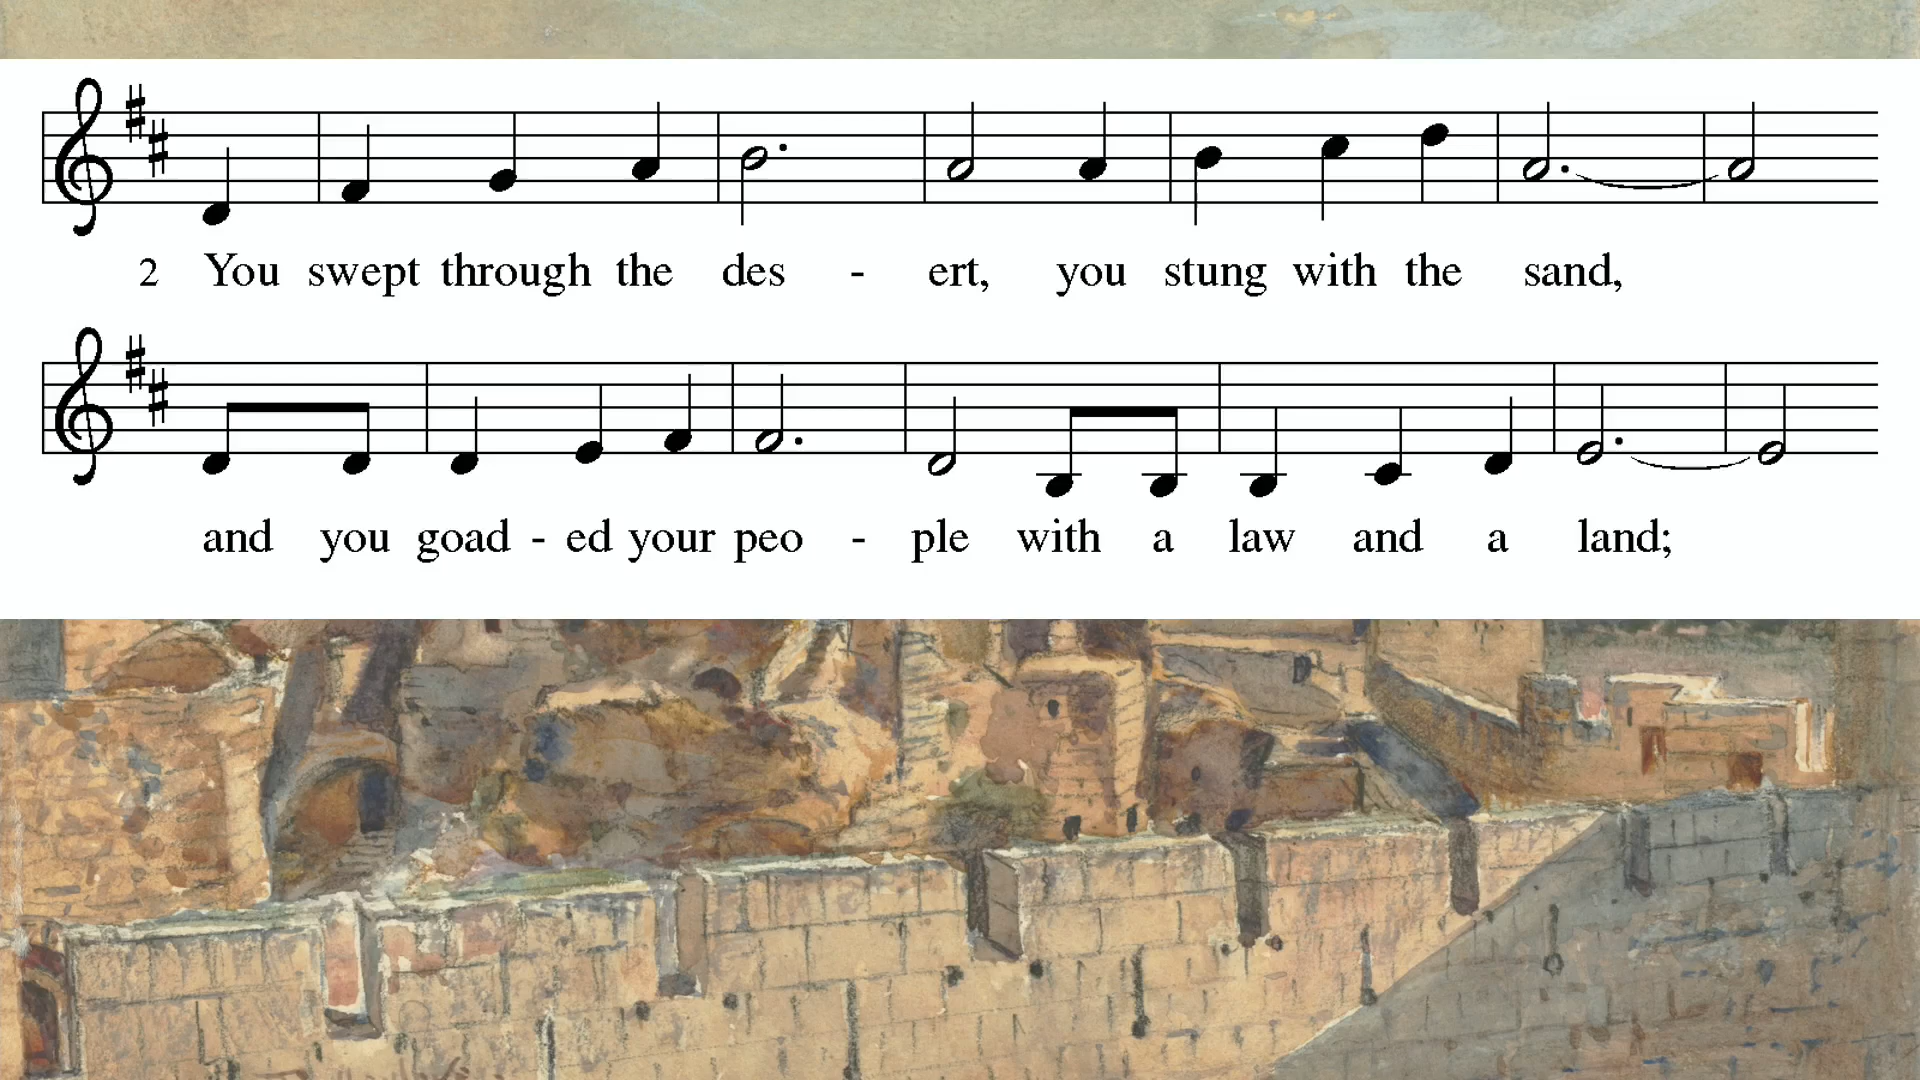 2 You swept through the des - ert, you stung with the sand,
and you goad - ed your peo - ple with a law and a land;